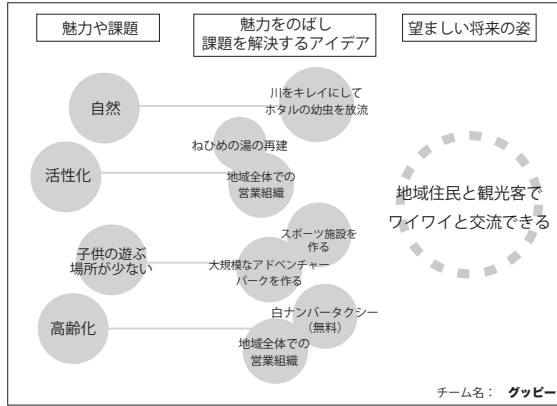 魅力や課題
魅力をのばし
課題を解決するアイデア
望ましい将来の姿
自然
川をキレイにして
ホタルの幼虫を放流
活性化
ねひめの湯の再建
地域全体での
営業組織
地域住民と観光客で
ワイワイと交流できる
子供の遊ぶ
場所が少ない
スポーツ施設を
作る
大規模なアドベンチャー
パークを作る
高齢化
白ナンバータクシー
（無料）
地域全体での
営業組織
チーム名： グッピー